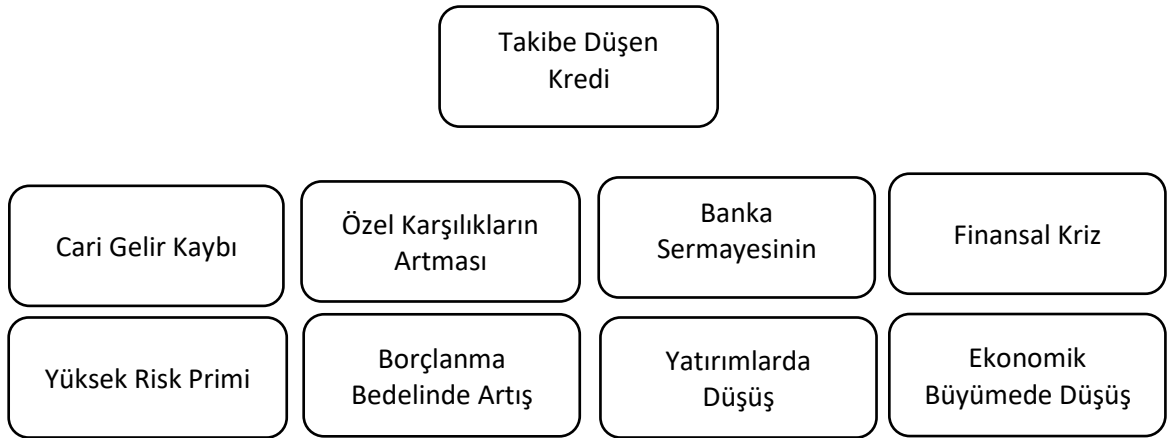 Takibe Düşen
Kredi
Cari Gelir Kaybı
Özel Karşılıkların
Artması
Banka
Sermayesinin
Finansal Kriz
Yüksek Risk Primi
Borçlanma
Bedelinde Artış
Yatırımlarda
Düşüş
Ekonomik
Büyümede Düşüş